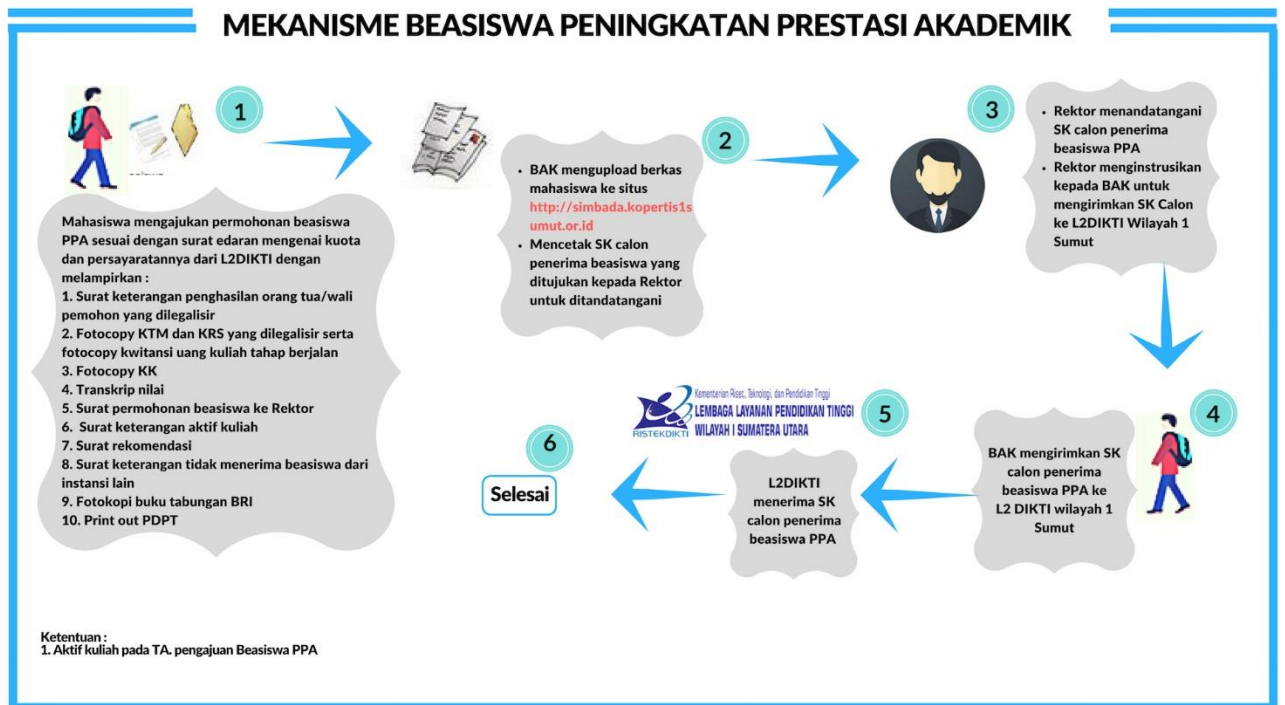 MEKANISME BEASISWA PENINGKATAN PRESTASI AKADEMIK
1
Mahasiswa mengajukan permohonan beasiswa
PPA sesuai dengan surat edaran mengenai kuota
dan persayaratannya dari L2DIKTI dengan
melampirkan :
1. Surat keterangan penghasilan orang tua/wali
pemohon yang dilegalisir
2. Fotocopy KTM dan KRS yang dilegalisir serta
fotocopy kwitansi uang kuliah tahap berjalan
3. Fotocopy KK
4. Transkrip nilai
5. Surat permohonan beasiswa ke Rektor
6. Surat keterangan aktif kuliah
7. Surat rekomendasi
8. Surat keterangan tidak menerima beasiswa dari
instansi lain
9. Fotokopi buku tabungan BRI
10. Print out PDPT
2
• BAK mengupload berkas
mahasiswa ke situs
http://simbada.kopertis1s
umut.or.id
• Mencetak SK calon
penerima beasiswa yang
ditujukan kepada Rektor
untuk ditandatangani
3
• Rektor menandatangani
SK calon penerima
beasiswa PPA
• Rektor menginstrusikan
kepada BAK untuk
mengirimkan SK Calon
ke L2DIKTI Wilayah 1
Sumut
4
BAK mengirimkan SK
calon penerima
beasiswa PPA ke
L2 DIKTI wilayah 1
Sumut
5
Kementerian Riset, Teknologi, dan Pendidikan Tinggi
LEMBAGA LAYANAN PENDIDIKAN TINGGI
WILAYAH I SUMATERA UTARA
RISTEKDIKTI
L2DIKTI
menerima SK
calon penerima
beasiswa PPA
6
Selesai
Ketentuan :
1. Aktif kuliah pada TA. pengajuan Beasiswa PPA